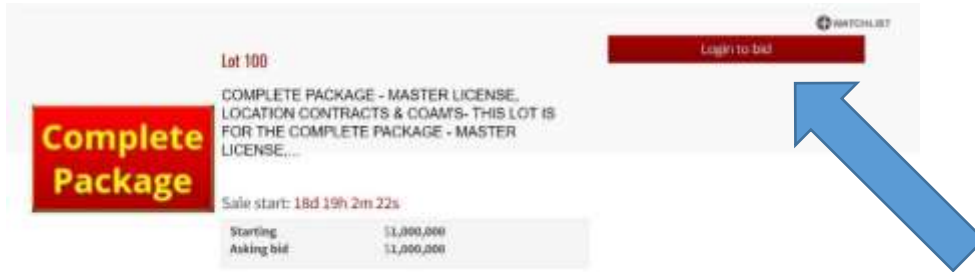 WATCHLIST
Login to bid
Lot 100
COMPLETE PACKAGE - MASTER LICENSE,
LOCATION CONTRACTS & COAM'S- THIS LOT IS
FOR THE COMPLETE PACKAGE - MASTER
LICENSE,...
Complete
Package
Sale start: 18d 19h 2m 22s
Starting $1,000,000
Asking bid $1,000,000